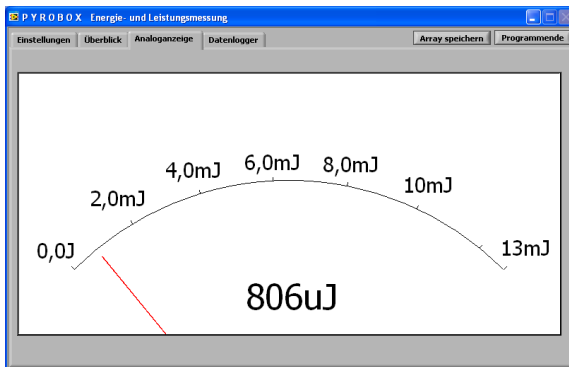 PYROBOX Energie- und Leistungsmessung
Einstellungen Überblick Analoganzeige Datenlogger Array speichern Programmende
6,0mJ
4,0mJ 8,0mJ
2,0mJ 10mJ
0,0J 13mJ
806uJ